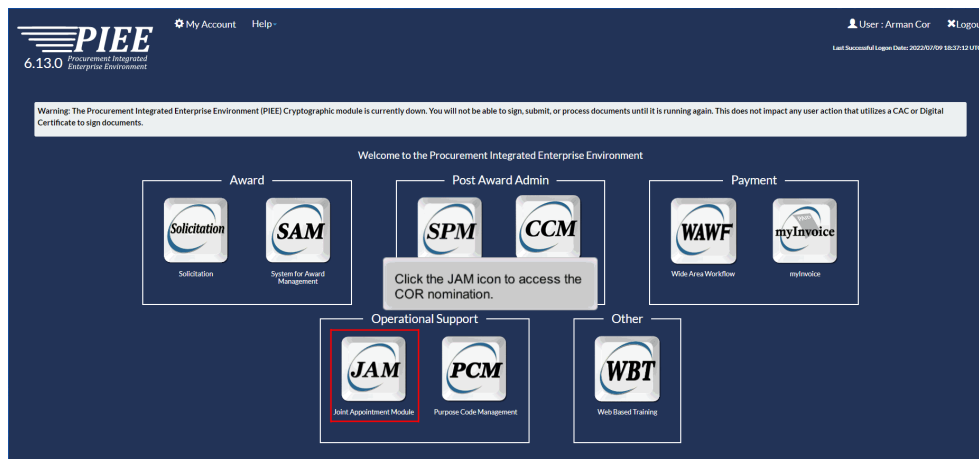 My Account Help
User : Arman Cor Logout
PIEE
6.13.0 Procurement Integrated
Enterprise Environment
Last Successful Logon Date: 2022/07/09 18:37:12 UTC
Warning: The Procurement Integrated Enterprise Environment (PIEE) Cryptographic module is currently down. You will not be able to sign, submit, or process documents until it is running again. This does not impact any user action that utilizes a CAC or Digital
Certificate to sign documents.
Welcome to the Procurement Integrated Enterprise Environment
Award
Solicitation
SAM
Solicitation
System for Award
Management
Post Award Admin
SPM
CCM
Payment
WAWF
myInvoice
Wide Area Workflow
myInvoice
Click the JAM icon to access the
COR nomination.
Operational Support
JAM
PCM
Joint Appointment Module
Purpose Code Management
Other
WBT
Web Based Training